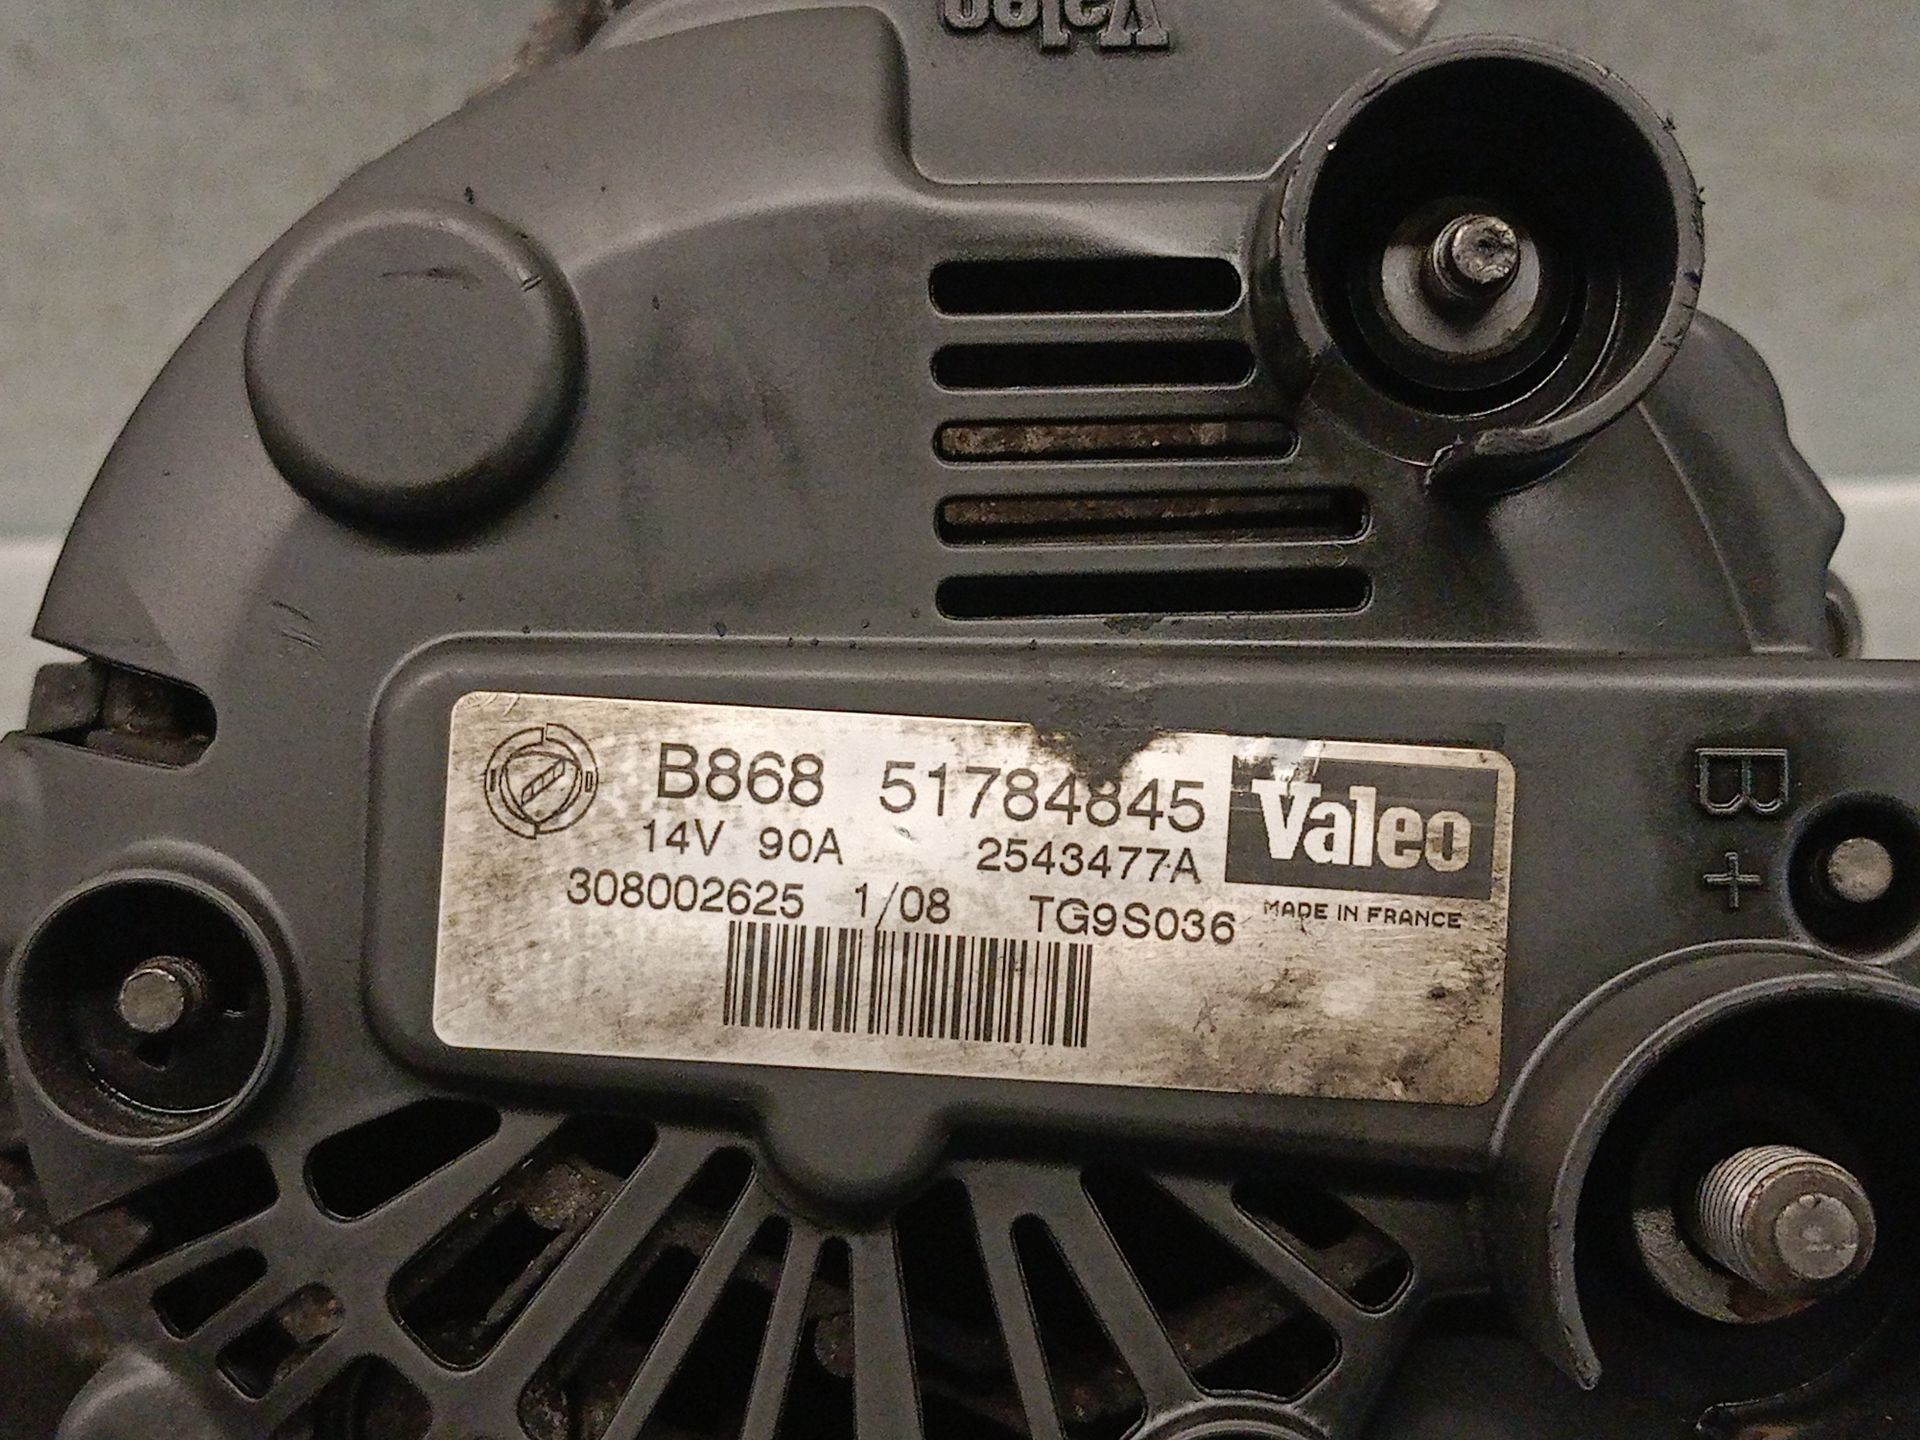 Valeo
B868 51784845
14V 90A 2543477A
308002625 1/08 TG9S036
Valeo
MADE IN FRANCE
B+